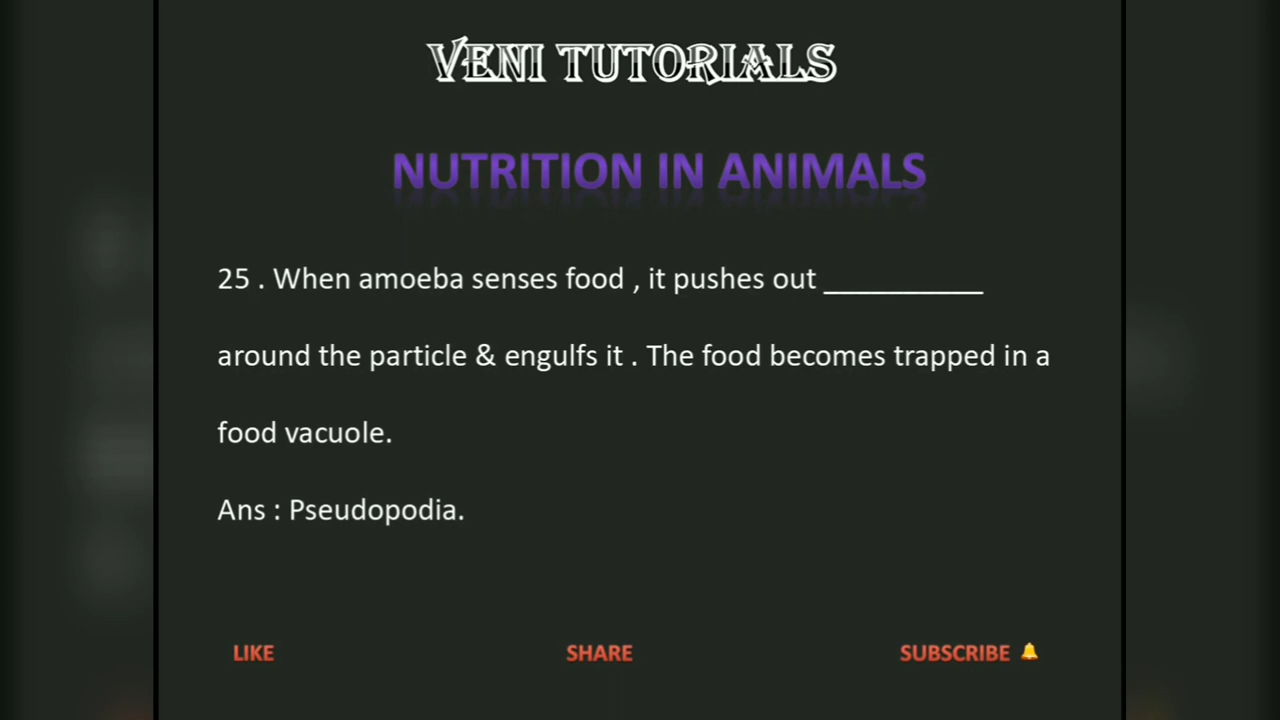 VENI TUTORIALS
NUTRITION IN ANIMALS
25 . When amoeba senses food , it pushes out __________
around the particle & engulfs it . The food becomes trapped in a
food vacuole.
Ans : Pseudopodia.
LIKE SHARE SUBSCRIBE 🔔